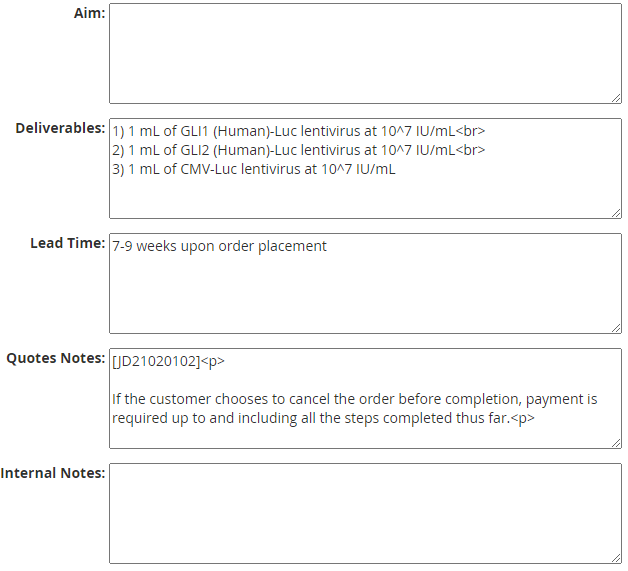 Aim:
Deliverables:
1) 1 mL of GLI1 (Human)-Luc lentivirus at 10^7 IU/mL<br>
2) 1 mL of GLI2 (Human)-Luc lentivirus at 10^7 IU/mL<br>
3) 1 mL of CMV-Luc lentivirus at 10^7 IU/mL
Lead Time:
7-9 weeks upon order placement
Quotes Notes:
[JD21020102]<p>
If the customer chooses to cancel the order before completion, payment is
required up to and including all the steps completed thus far.<p>
Internal Notes: